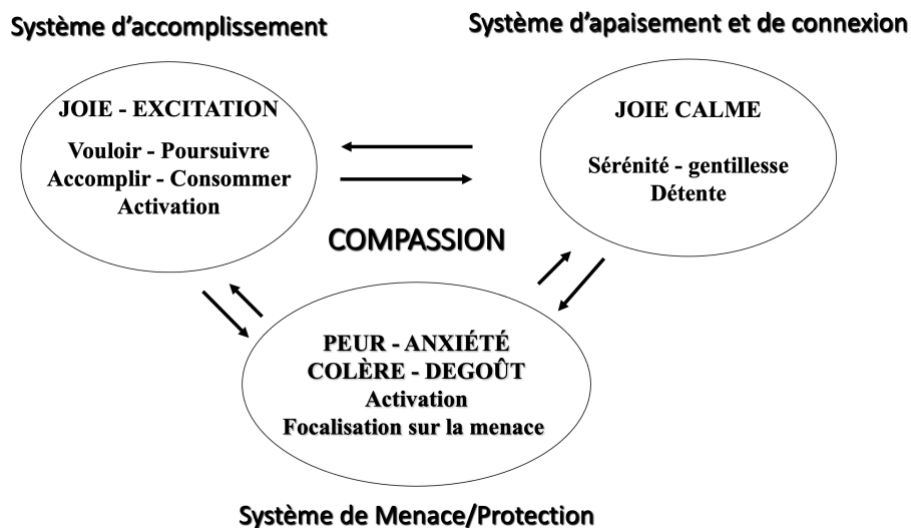 Système d'accomplissement
Système d'apaisement et de connexion
JOIE - EXCITATION
Vouloir - Poursuivre
Accomplir - Consommer
Activation
JOIE CALME
Sérénité - gentillesse
Détente
COMPASSION
PEUR - ANXIÉTÉ
COLÈRE - DEGOÛT
Activation
Focalisation sur la menace
Système de Menace/Protection